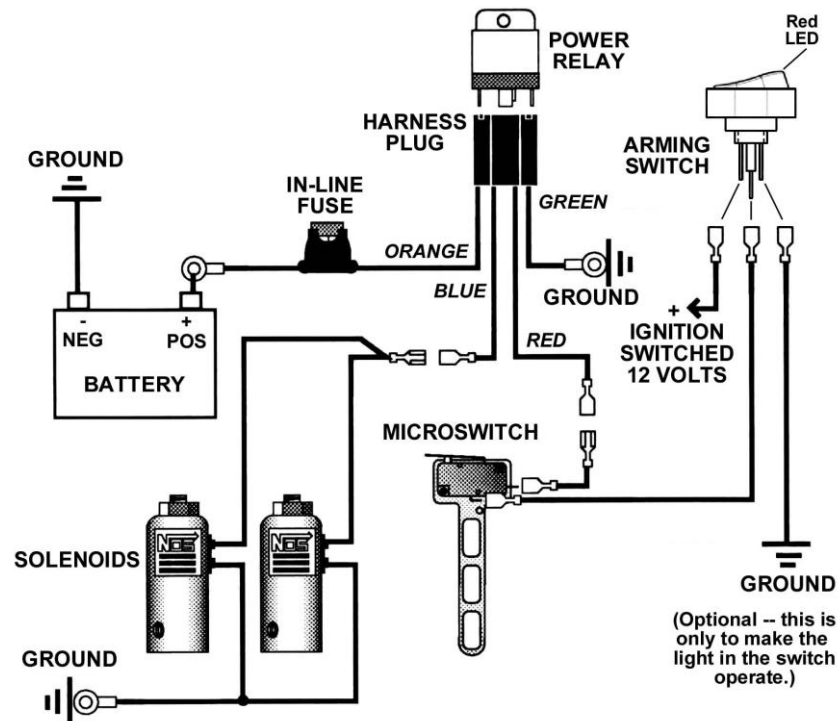 Red
LED
POWER
RELAY
HARNESS
PLUG
ARMING
SWITCH
GROUND
IN-LINE
FUSE
GREEN
ORANGE
BLUE
GROUND
-
NEG
+
POS
BATTERY
RED
+
IGNITION
SWITCHED
12 VOLTS
MICROSWITCH
SOLENOIDS
NOS
NOS
GROUND
GROUND
(Optional -- this is
only to make the
light in the switch
operate.)